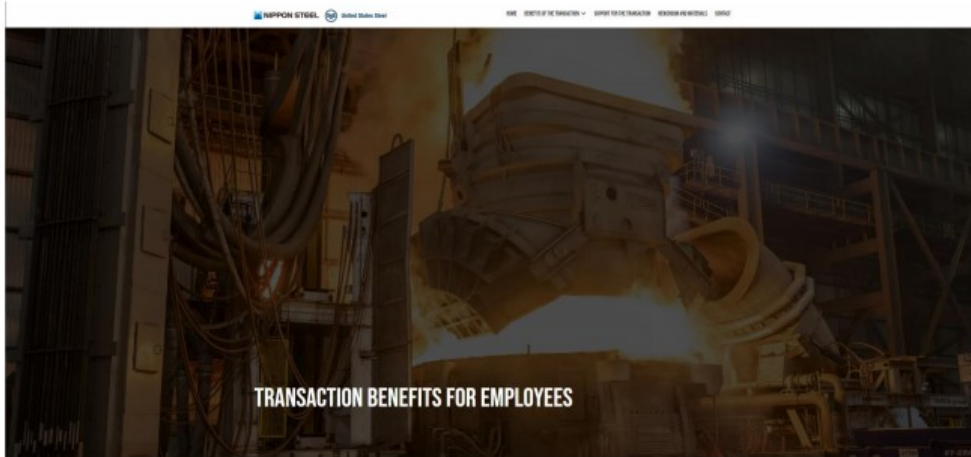 NIPPON STEEL
United States Steel
HOME
BENEFITS OF THE TRANSACTION
SUPPORT FOR THE TRANSACTION
NEWSROOM AND MATERIALS
CONTACT
TRANSACTION BENEFITS FOR EMPLOYEES